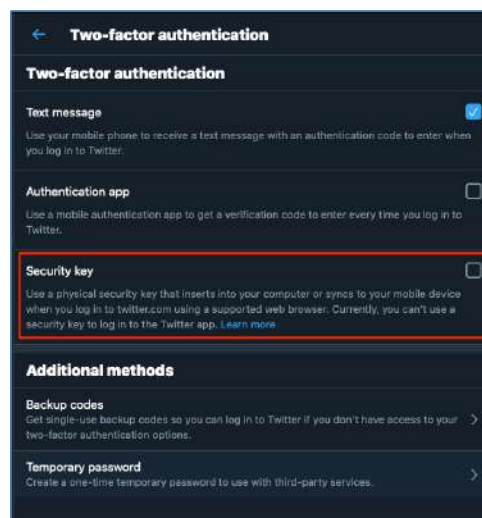 Two-factor authentication
Two-factor authentication
Text message
Use your mobile phone to receive a text message with an authentication code to enter when
you log in to Twitter.
Authentication app
Use a mobile authentication app to get a verification code to enter every time you log in to
Twitter.
Security key
Use a physical security key that inserts into your computer or syncs to your mobile device
when you log in to twitter.com using a supported web browser. Currently, you can't use a
security key to log in to the Twitter app. Learn more
Additional methods
Backup codes
Get single-use backup codes so you can log in to Twitter if you don't have access to your
two-factor authentication options.
Temporary password
Create a one-time temporary password to use with third-party services.